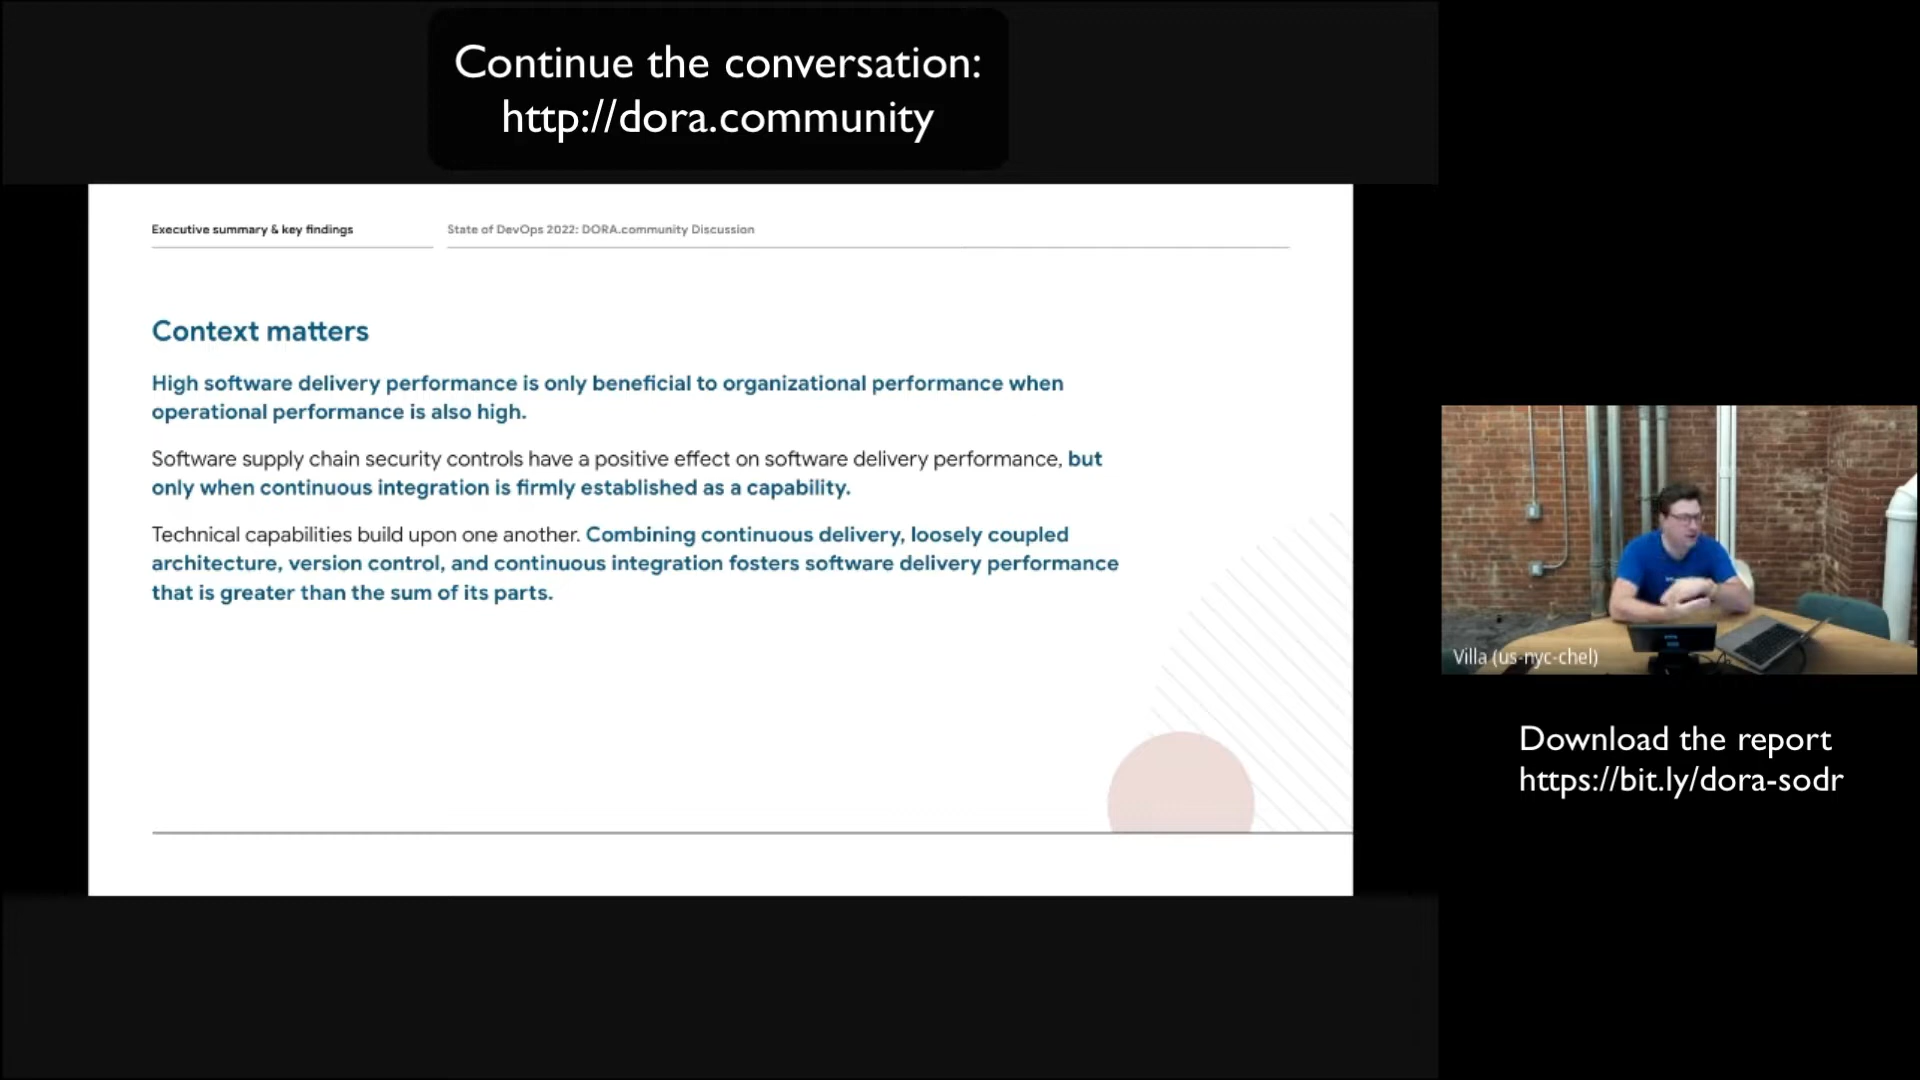 Continue the conversation:
http://dora.community
Executive summary & key findings
State of DevOps 2022: DORA.community Discussion
Context matters
High software delivery performance is only beneficial to organizational performance when
operational performance is also high.
Software supply chain security controls have a positive effect on software delivery performance, but
only when continuous integration is firmly established as a capability.
Technical capabilities build upon one another. Combining continuous delivery, loosely coupled
architecture, version control, and continuous integration fosters software delivery performance
that is greater than the sum of its parts.
Villa (us-nyc-chel)
Download the report
https://bit.ly/dora-sodr